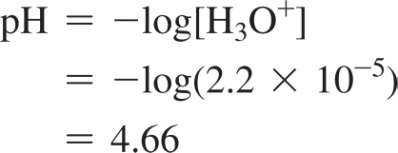 pH = −log[H₃O⁺]
= −log(2.2 × 10⁻⁵)
= 4.66